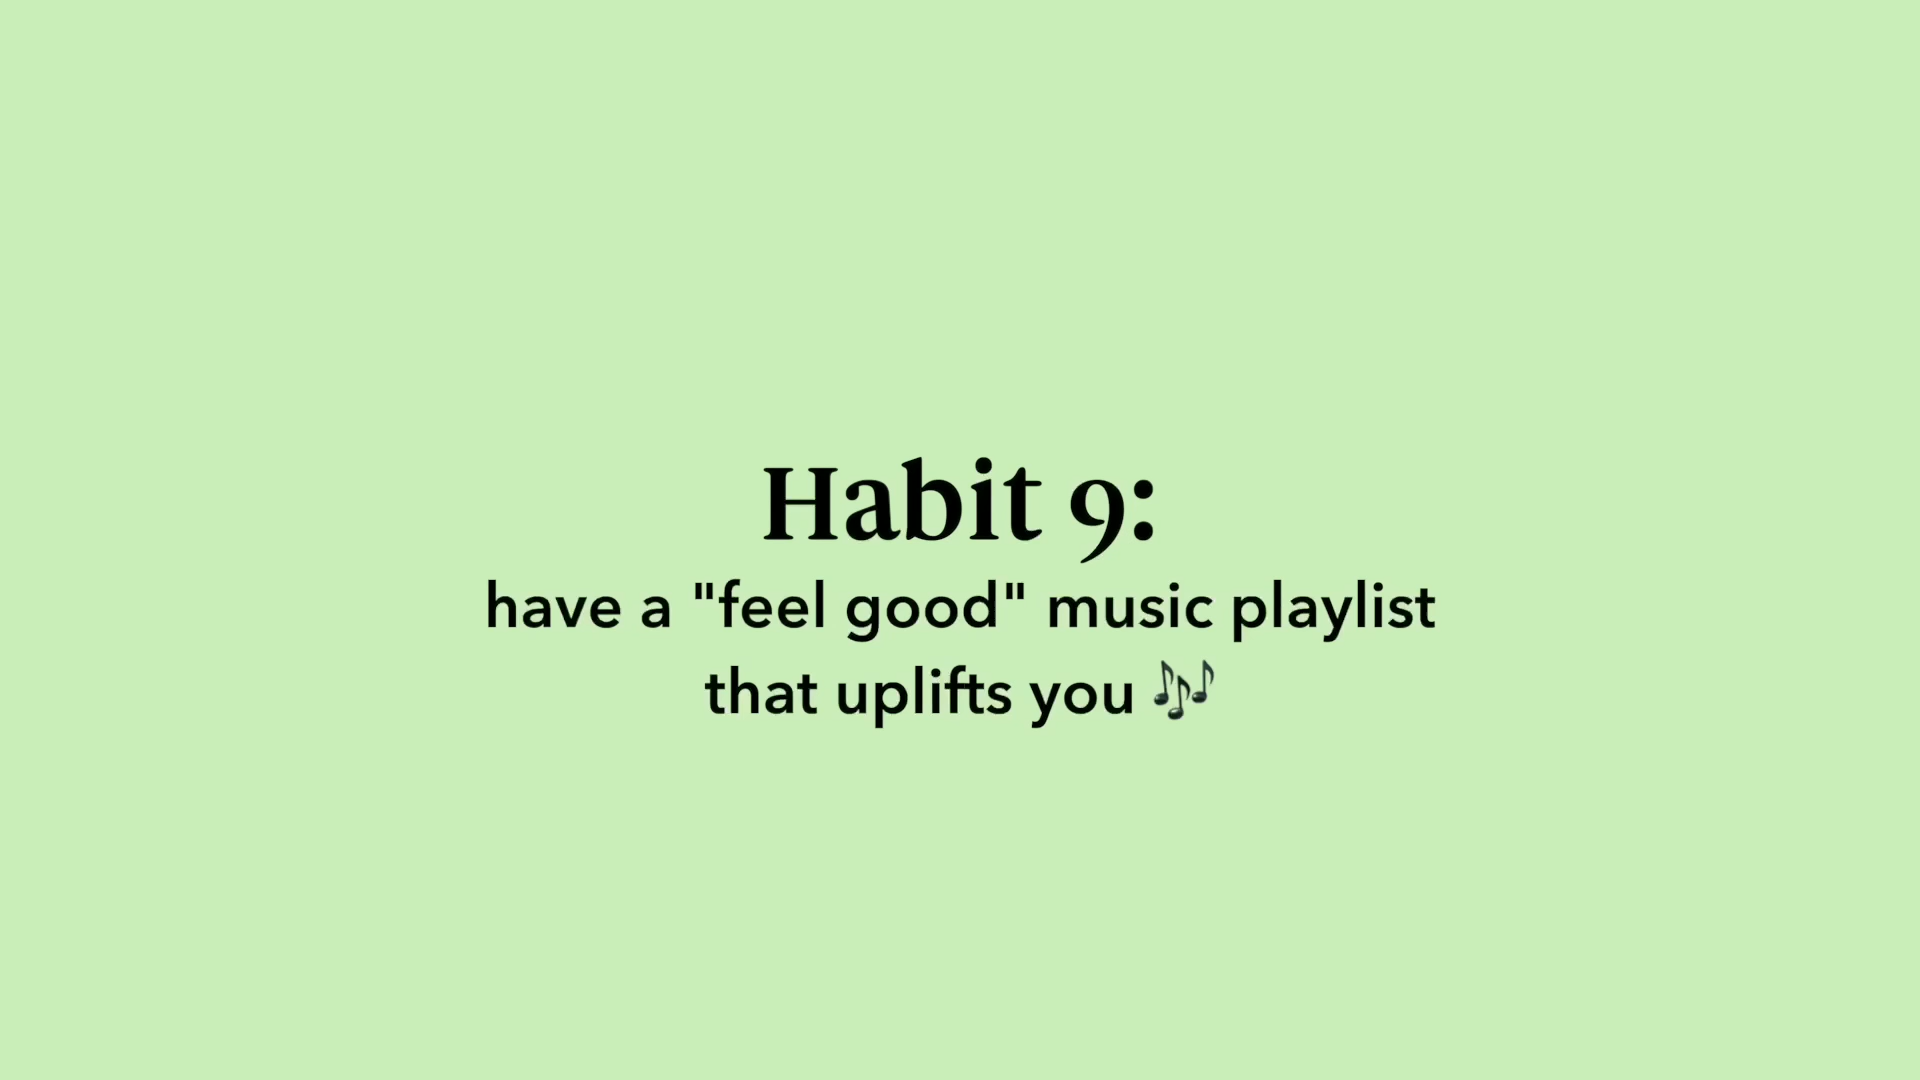 Habit 9:
have a "feel good" music playlist
that uplifts you 🎶